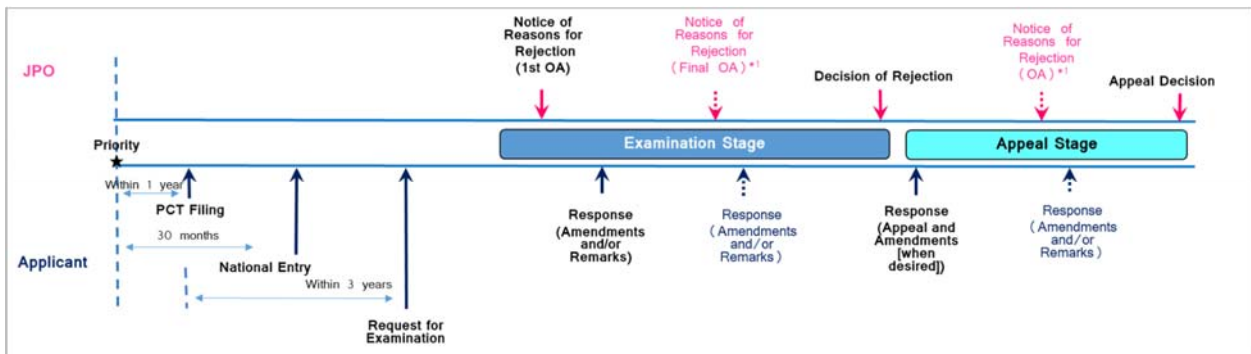 Notice of
Reasons for
Rejection
(1st OA)
Notice of
Reasons for
Rejection
(Final OA) *1
Notice of
Reasons for
Rejection
(OA) *1
JPO
Decision of Rejection
Appeal Decision
Priority
Examination Stage
Appeal Stage
Within 1 year
PCT Filing
30 months
Applicant
National Entry
Within 3 years
Request for
Examination
Response
(Amendments
and/or
Remarks)
Response
(Amendments
and/or
Remarks)
Response
(Appeal and
Amendments
[when
desired])
Response
(Amendments
and/or
Remarks)